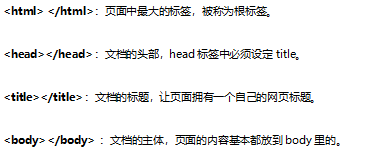 <html> </html>：页面中最大的标签，被称为根标签。
<head></head>：文档的头部，head 标签中必须设定 title。
<title></title>：文档的标题，让页面拥有一个自己的网页标题。
<body></body> ：文档的主体，页面的内容基本都放到 body 里的。